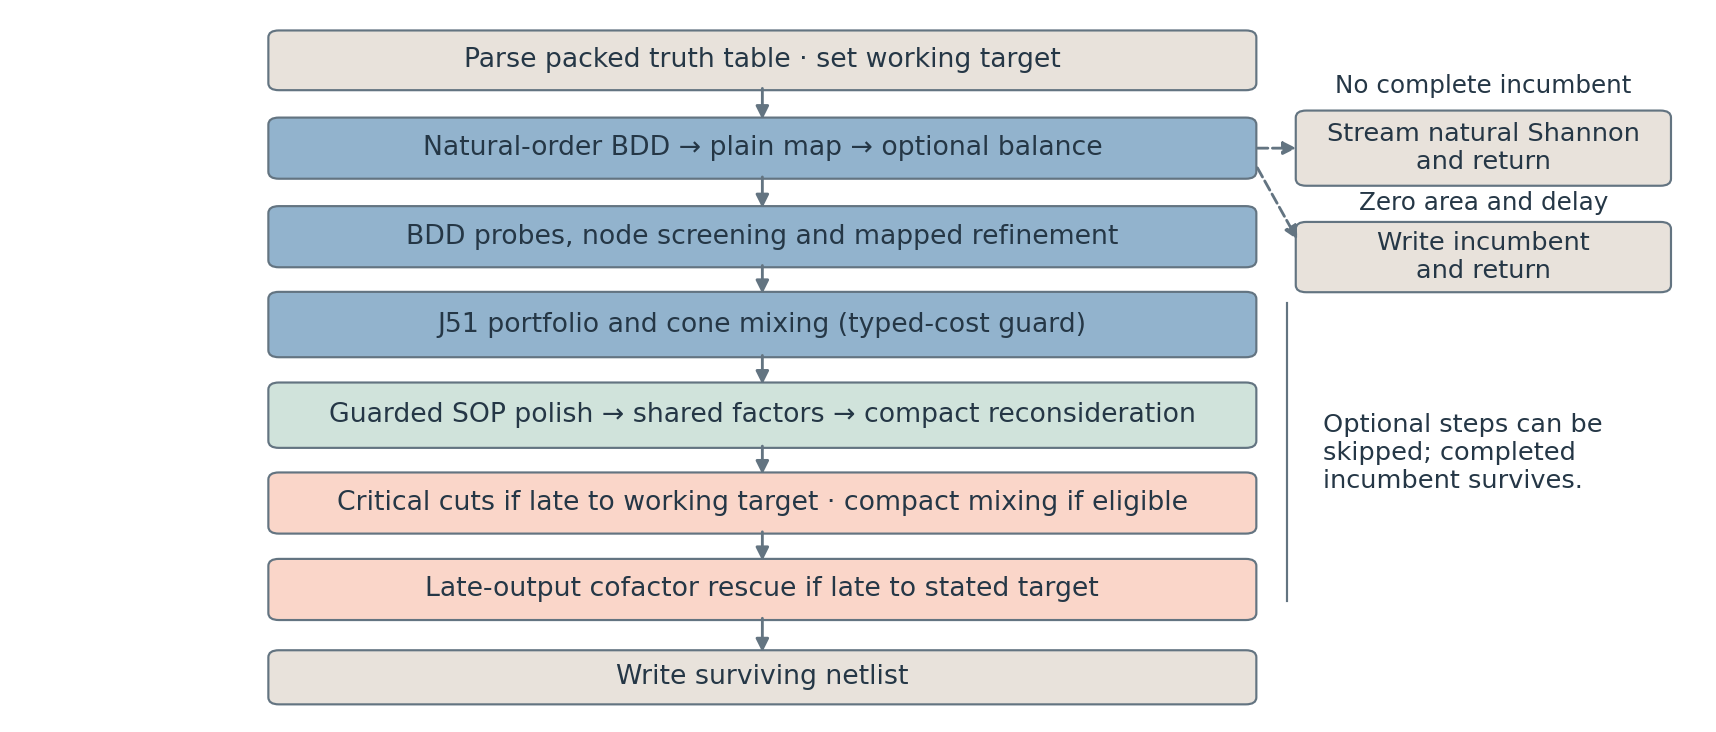 Parse packed truth table · set working target
No complete incumbent
Natural-order BDD → plain map → optional balance
Stream natural Shannon
and return
Zero area and delay
BDD probes, node screening and mapped refinement
Write incumbent
and return
J51 portfolio and cone mixing (typed-cost guard)
Guarded SOP polish → shared factors → compact reconsideration
Optional steps can be
skipped; completed
incumbent survives.
Critical cuts if late to working target · compact mixing if eligible
Late-output cofactor rescue if late to stated target
Write surviving netlist